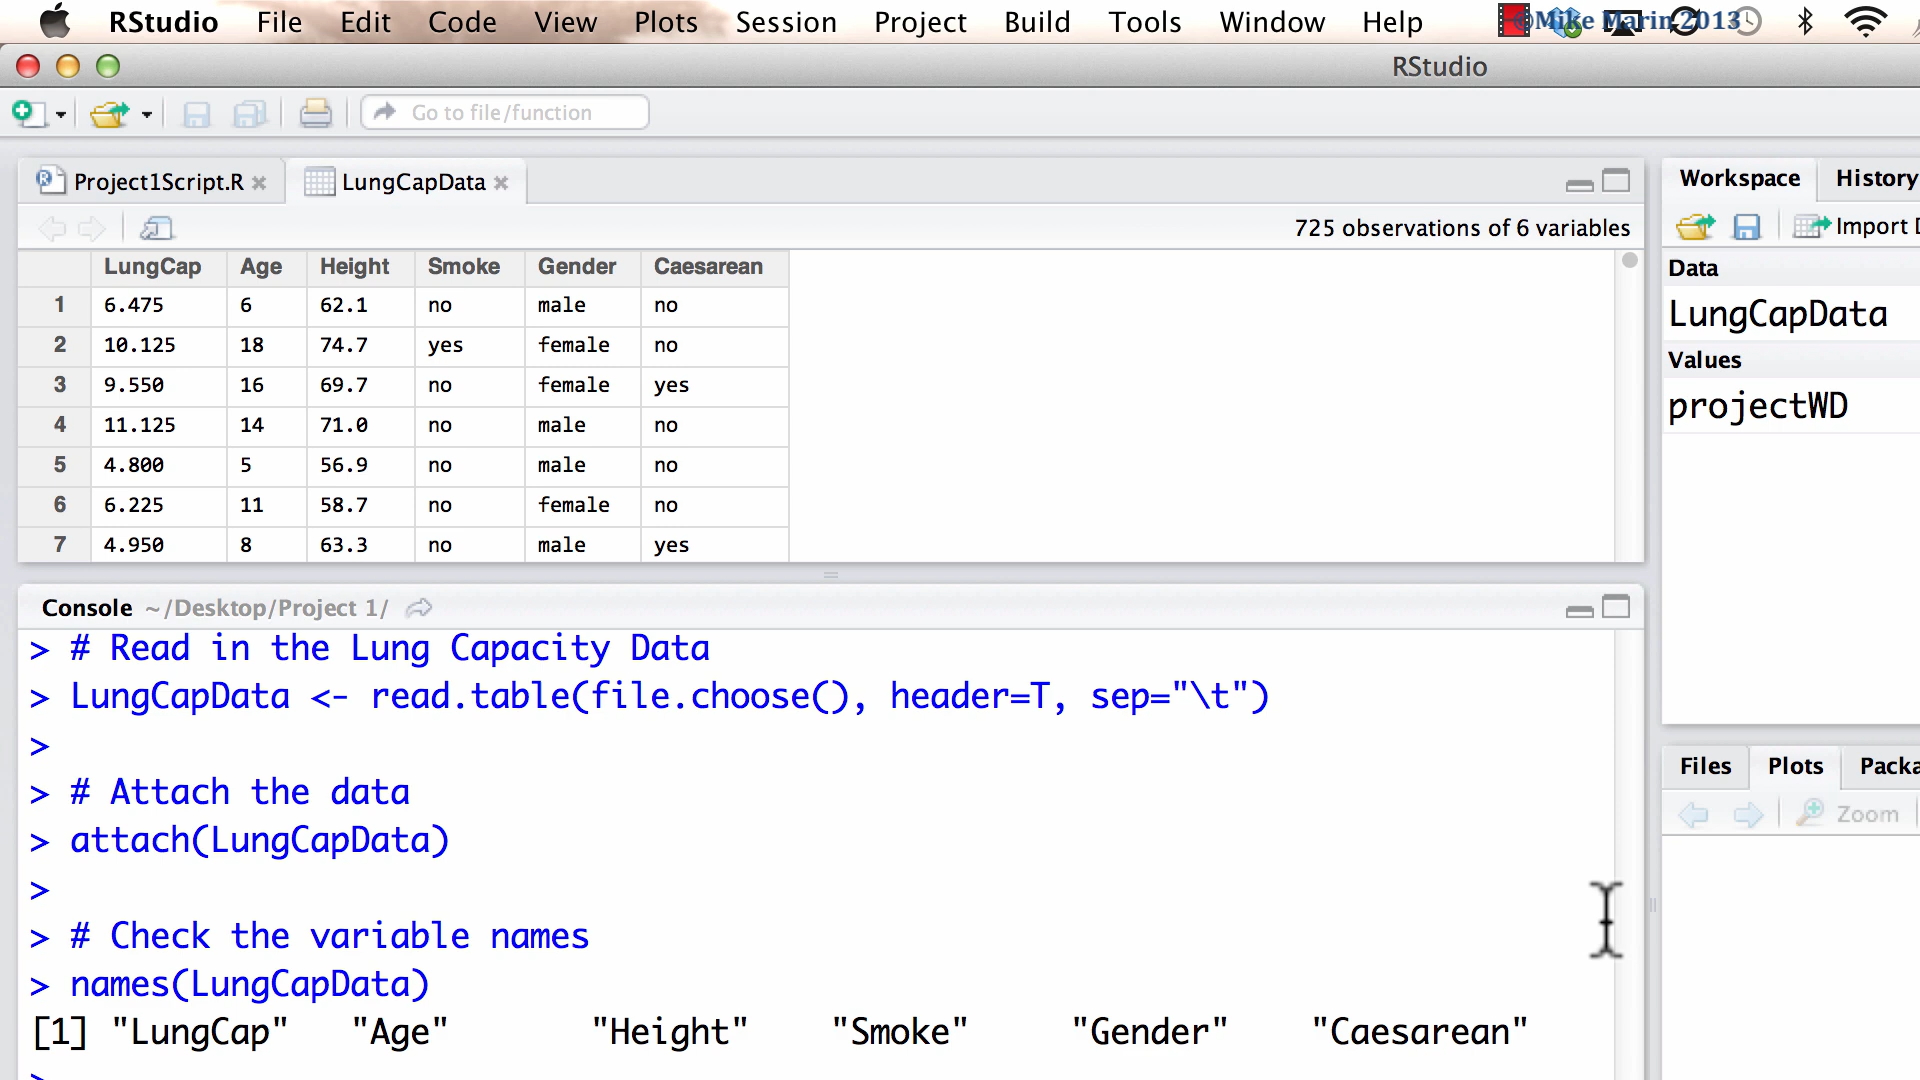 RStudio File Edit Code View Plots Session Project Build Tools Window Help ©Mike Marin 2013
RStudio
Go to file/function
Project1Script.R LungCapData
Workspace History
725 observations of 6 variables
Import
LungCap Age Height Smoke Gender Caesarean
1 6.475 6 62.1 no male no
2 10.125 18 74.7 yes female no
3 9.550 16 69.7 no female yes
4 11.125 14 71.0 no male no
5 4.800 5 56.9 no male no
6 6.225 11 58.7 no female no
7 4.950 8 63.3 no male yes
Data
LungCapData
Values
projectWD
Console ~/Desktop/Project 1/
> # Read in the Lung Capacity Data
> LungCapData <- read.table(file.choose(), header=T, sep="\t")
>
> # Attach the data
> attach(LungCapData)
>
> # Check the variable names
> names(LungCapData)
[1] "LungCap" "Age" "Height" "Smoke" "Gender" "Caesarean"
>
Files Plots Packa
Zoom